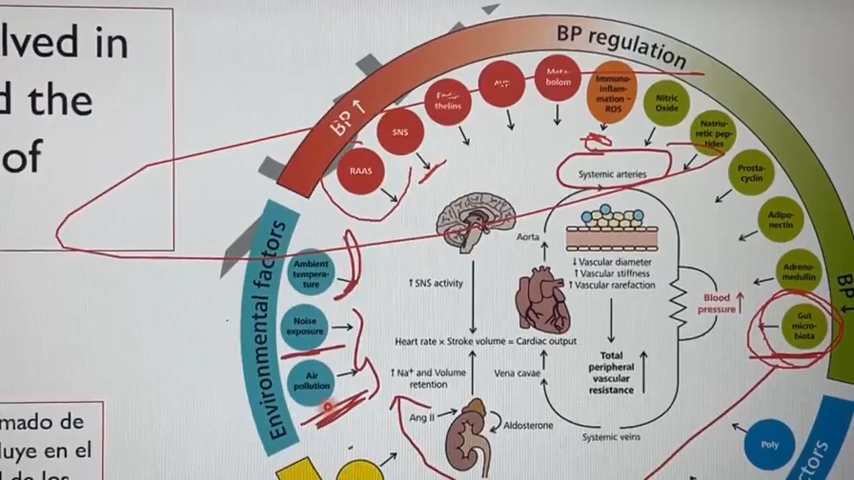 lved in
d the
of
BP regulation
BP ↑
RAAS
SNS
thelins
bolom
Immuno-
inflam-
mation –
ROS
Nitric
Oxide
Natriu-
retic pep-
tides
Prosta-
cyclin
Adipo-
nectin
Adreno-
medullin
Gut
micro-
biota
BP↓
Environmental factors
Ambient
tempera-
ture
Noise
exposure
Air
pollution
Systemic arteries
Aorta
↓ Vascular diameter
↑ Vascular stiffness
↑ Vascular rarefaction
↑ SNS activity
Blood
pressure ↑
Heart rate × Stroke volume = Cardiac output
↑ Na⁺ and Volume
retention
Vena cavae
Total
peripheral
vascular
resistance
Ang II
Aldosterone
Systemic veins
Poly
ctors
mado de
luye en el